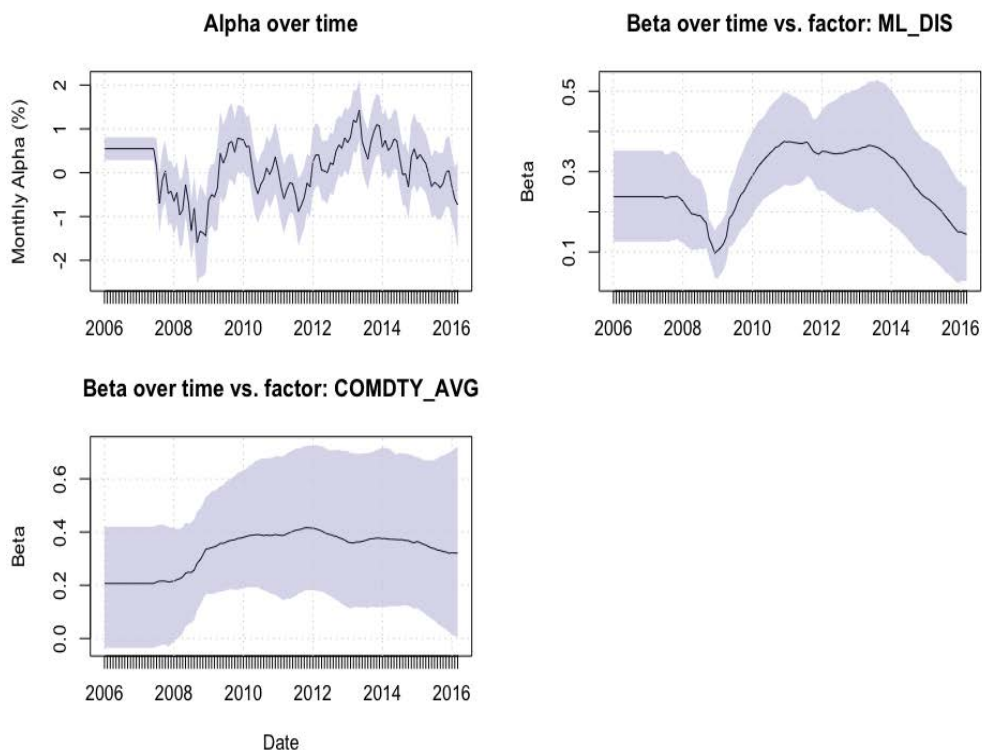 Alpha over time
Monthly Alpha (%)
2
1
0
-1
-2
2006 2008 2010 2012 2014 2016
Beta over time vs. factor: ML_DIS
Beta
0.5
0.3
0.1
2006 2008 2010 2012 2014 2016
Beta over time vs. factor: COMDTY_AVG
Beta
0.6
0.4
0.2
0.0
2006 2008 2010 2012 2014 2016
Date